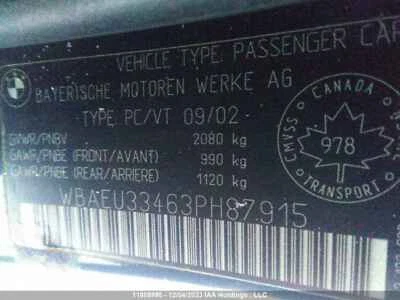 VEHICLE TYPE PASSENGER CAR
BMW
BAYERISCHE MOTOREN WERKE AG
TYPE PC/VT 09/02
GVWR/PNBV 2080 kg
GAWR/PNBE (FRONT/AVANT) 990 kg
GAWR/PNBE (REAR/ARRIERE) 1120 kg
WBAEU33463PH87915
CANADA
CMVSS
978
NSVAC
TRANSPORT
12/04/2023 IAA Holdings, LLC